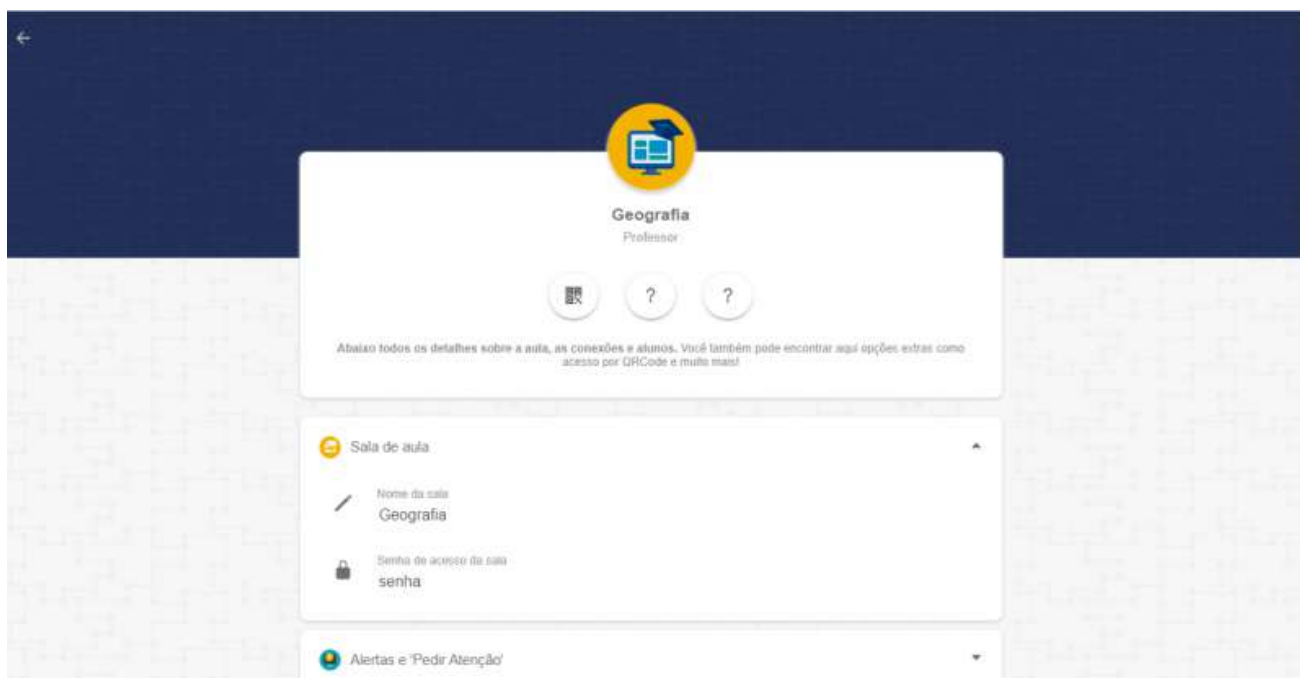 Geografia
Professor
?
?
Abaixo todos os detalhes sobre a aula, as conexões e alunos. Você também pode encontrar aqui opções extras como
acesso por QRCode e muito mais!
Sala de aula
Nome da sala
Geografia
Senha de acesso da sala
senha
Alertas e 'Pedir Atenção'